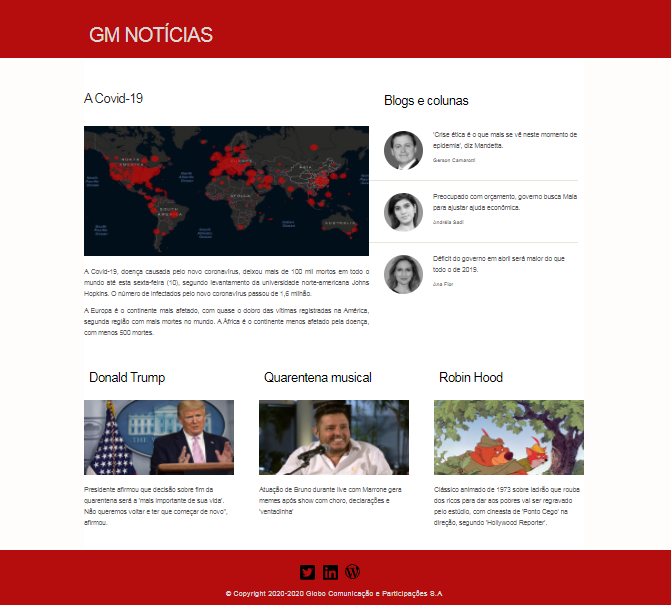 GM NOTÍCIAS
A Covid-19
NORTH
AMERICA
EUROPE
ASIA
AFRICA
SOUTH
AMERICA
AUSTRALIA
A Covid-19, doença causada pelo novo coronavírus, deixou mais de 100 mil mortos em todo o
mundo até esta sexta-feira (10), segundo levantamento da universidade norte-americana Johns
Hopkins. O número de infectados pelo novo coronavírus passou de 1,6 milhão.
A Europa é o continente mais afetado, com quase o dobro das vítimas registradas na América,
segunda região com mais mortes no mundo. A África é o continente menos afetado pela doença,
com menos 500 mortes.
Blogs e colunas
'Crise ética é o que mais se vê neste momento de
epidemia', diz Mandetta.
Gerson Camarotti
Preocupado com orçamento, governo busca Maia
para ajustar ajuda econômica.
Andréia Sadi
Déficit do governo em abril será maior do que
todo o de 2019.
Ana Flor
Donald Trump
Presidente afirmou que decisão sobre fim da
quarentena será a 'mais importante de sua vida'.
Não queremos voltar e ter que começar de novo",
afirmou.
Quarentena musical
Atuação de Bruno durante live com Marrone gera
memes após show com choro, declarações e
'ventadinha'
Robin Hood
Clássico animado de 1973 sobre ladrão que rouba
dos ricos para dar aos pobres vai ser regravado
pelo estúdio, com cineasta de 'Ponto Cego' na
direção, segundo 'Hollywood Reporter'.
© Copyright 2020-2020 Globo Comunicação e Participações S.A